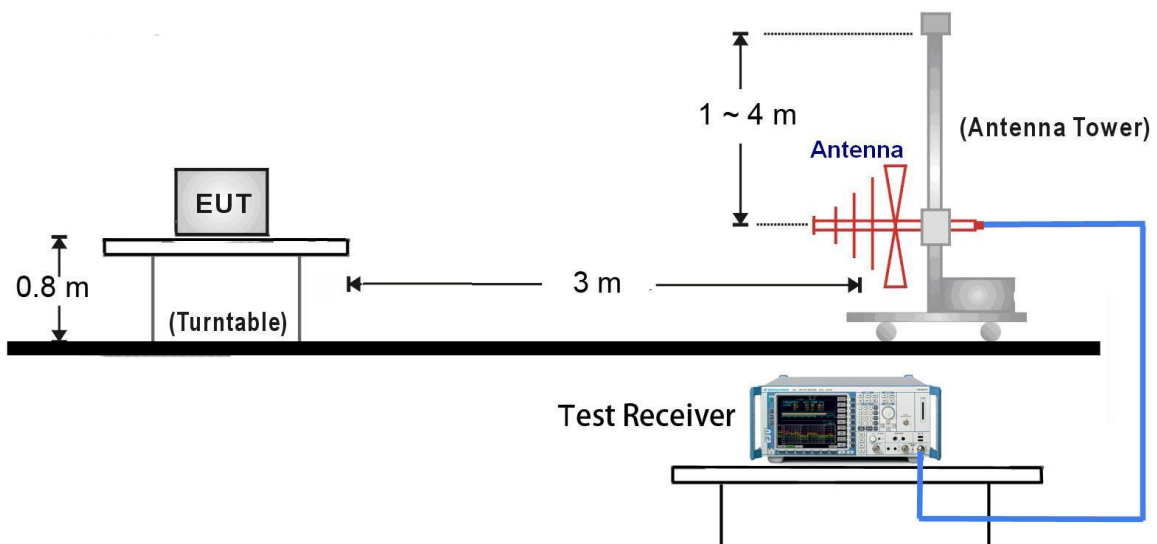 1 ~ 4 m
(Antenna Tower)
Antenna
EUT
0.8 m
(Turntable)
3 m
Test Receiver